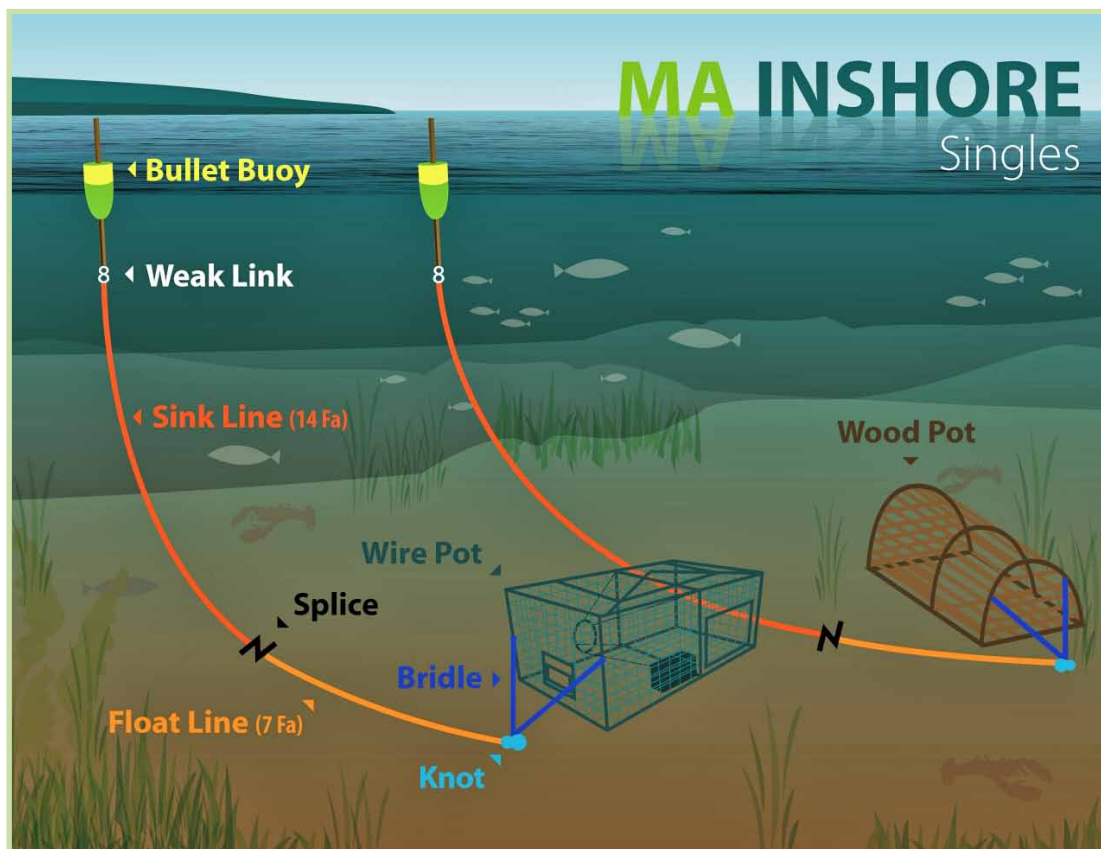 MA INSHORE
Singles
Bullet Buoy
8
Weak Link
8
Sink Line (14 Fa)
Wood Pot
Wire Pot
Splice
Bridle
Float Line (7 Fa)
Knot